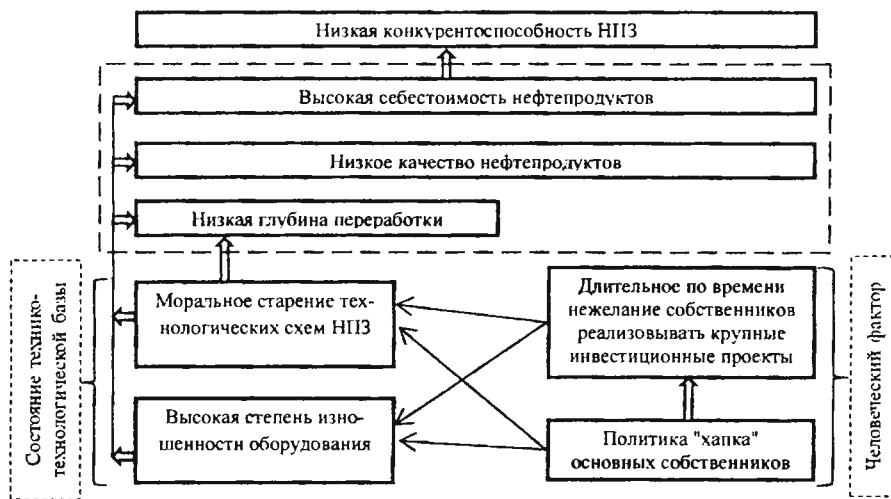 Низкая конкурентоспособность НПЗ
Высокая себестоимость нефтепродуктов
Низкое качество нефтепродуктов
Низкая глубина переработки
Состояние технико-
технологической базы
Моральное старение тех-
нологических схем НПЗ
Высокая степень изно-
шенности оборудования
Длительное по времени
нежелание собственников
реализовывать крупные
инвестиционные проекты
Политика "хапка"
основных собственников
Человеческий фактор